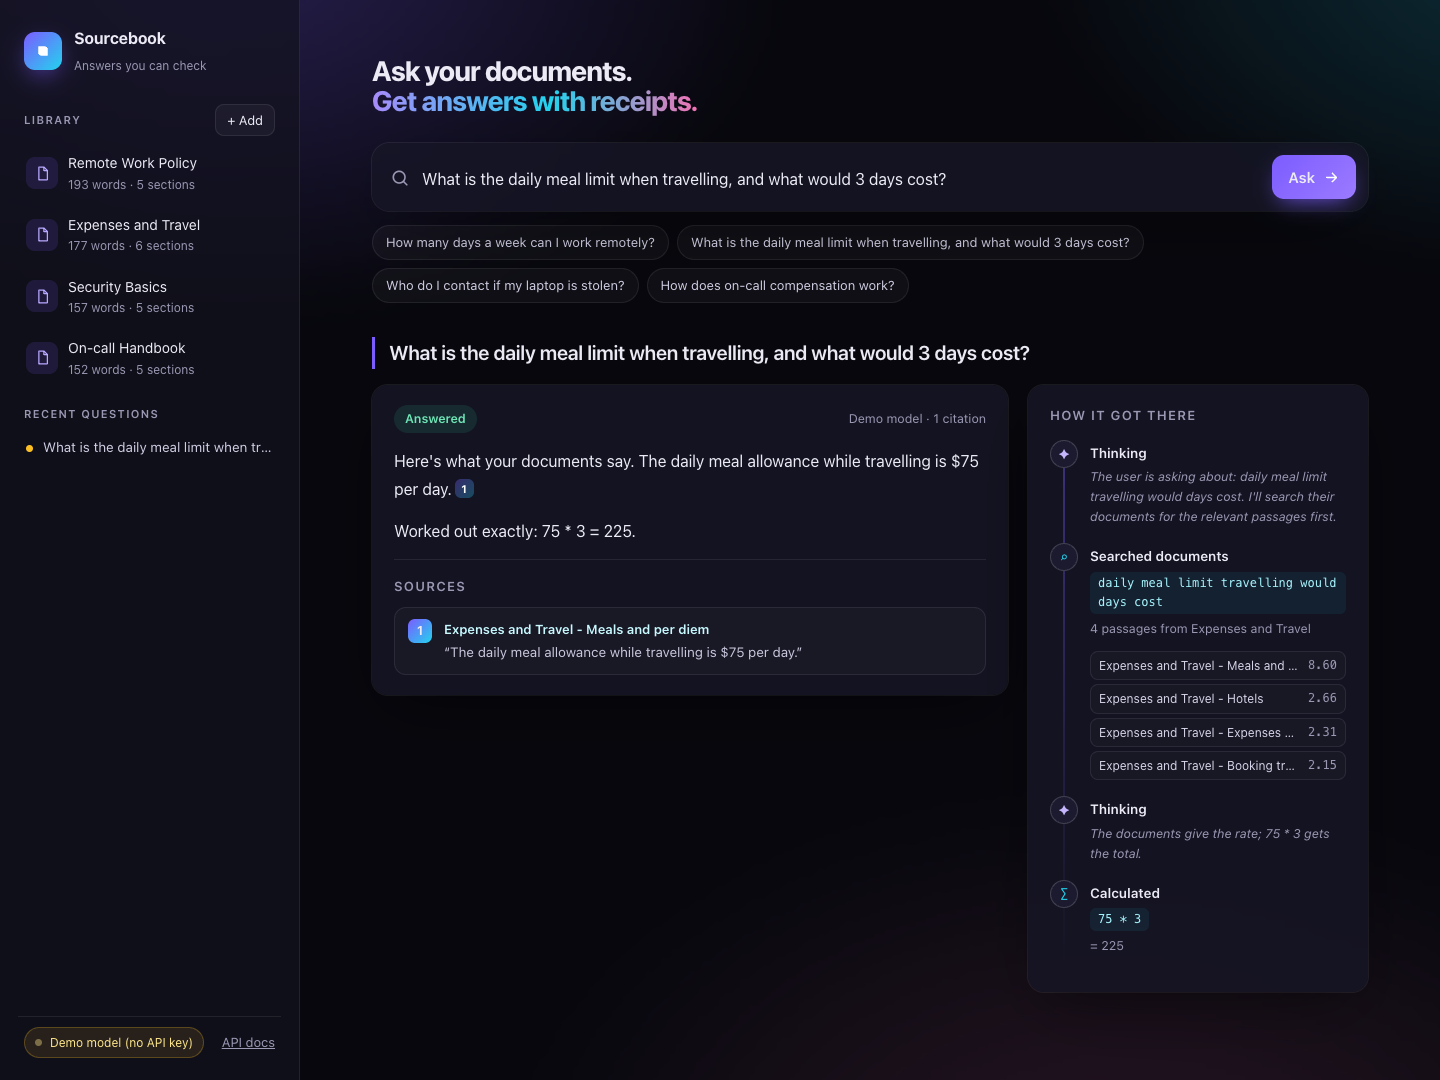 Sourcebook
Answers you can check
LIBRARY
+ Add
Remote Work Policy
193 words · 5 sections
Expenses and Travel
177 words · 6 sections
Security Basics
157 words · 5 sections
On-call Handbook
152 words · 5 sections
RECENT QUESTIONS
What is the daily meal limit when tr...
Demo model (no API key)
API docs
Ask your documents.
Get answers with receipts.
What is the daily meal limit when travelling, and what would 3 days cost?
Ask
How many days a week can I work remotely?
What is the daily meal limit when travelling, and what would 3 days cost?
Who do I contact if my laptop is stolen?
How does on-call compensation work?
What is the daily meal limit when travelling, and what would 3 days cost?
Answered
Demo model · 1 citation
Here's what your documents say. The daily meal allowance while travelling is $75
per day. 1
Worked out exactly: 75 * 3 = 225.
SOURCES
1
Expenses and Travel - Meals and per diem
“The daily meal allowance while travelling is $75 per day.”
HOW IT GOT THERE
Thinking
The user is asking about: daily meal limit
travelling would days cost. I'll search their
documents for the relevant passages first.
Searched documents
daily meal limit travelling would
days cost
4 passages from Expenses and Travel
Expenses and Travel - Meals and ... 8.60
Expenses and Travel - Hotels 2.66
Expenses and Travel - Expenses ... 2.31
Expenses and Travel - Booking tr... 2.15
Thinking
The documents give the rate; 75 * 3 gets
the total.
∑
Calculated
75 * 3
= 225